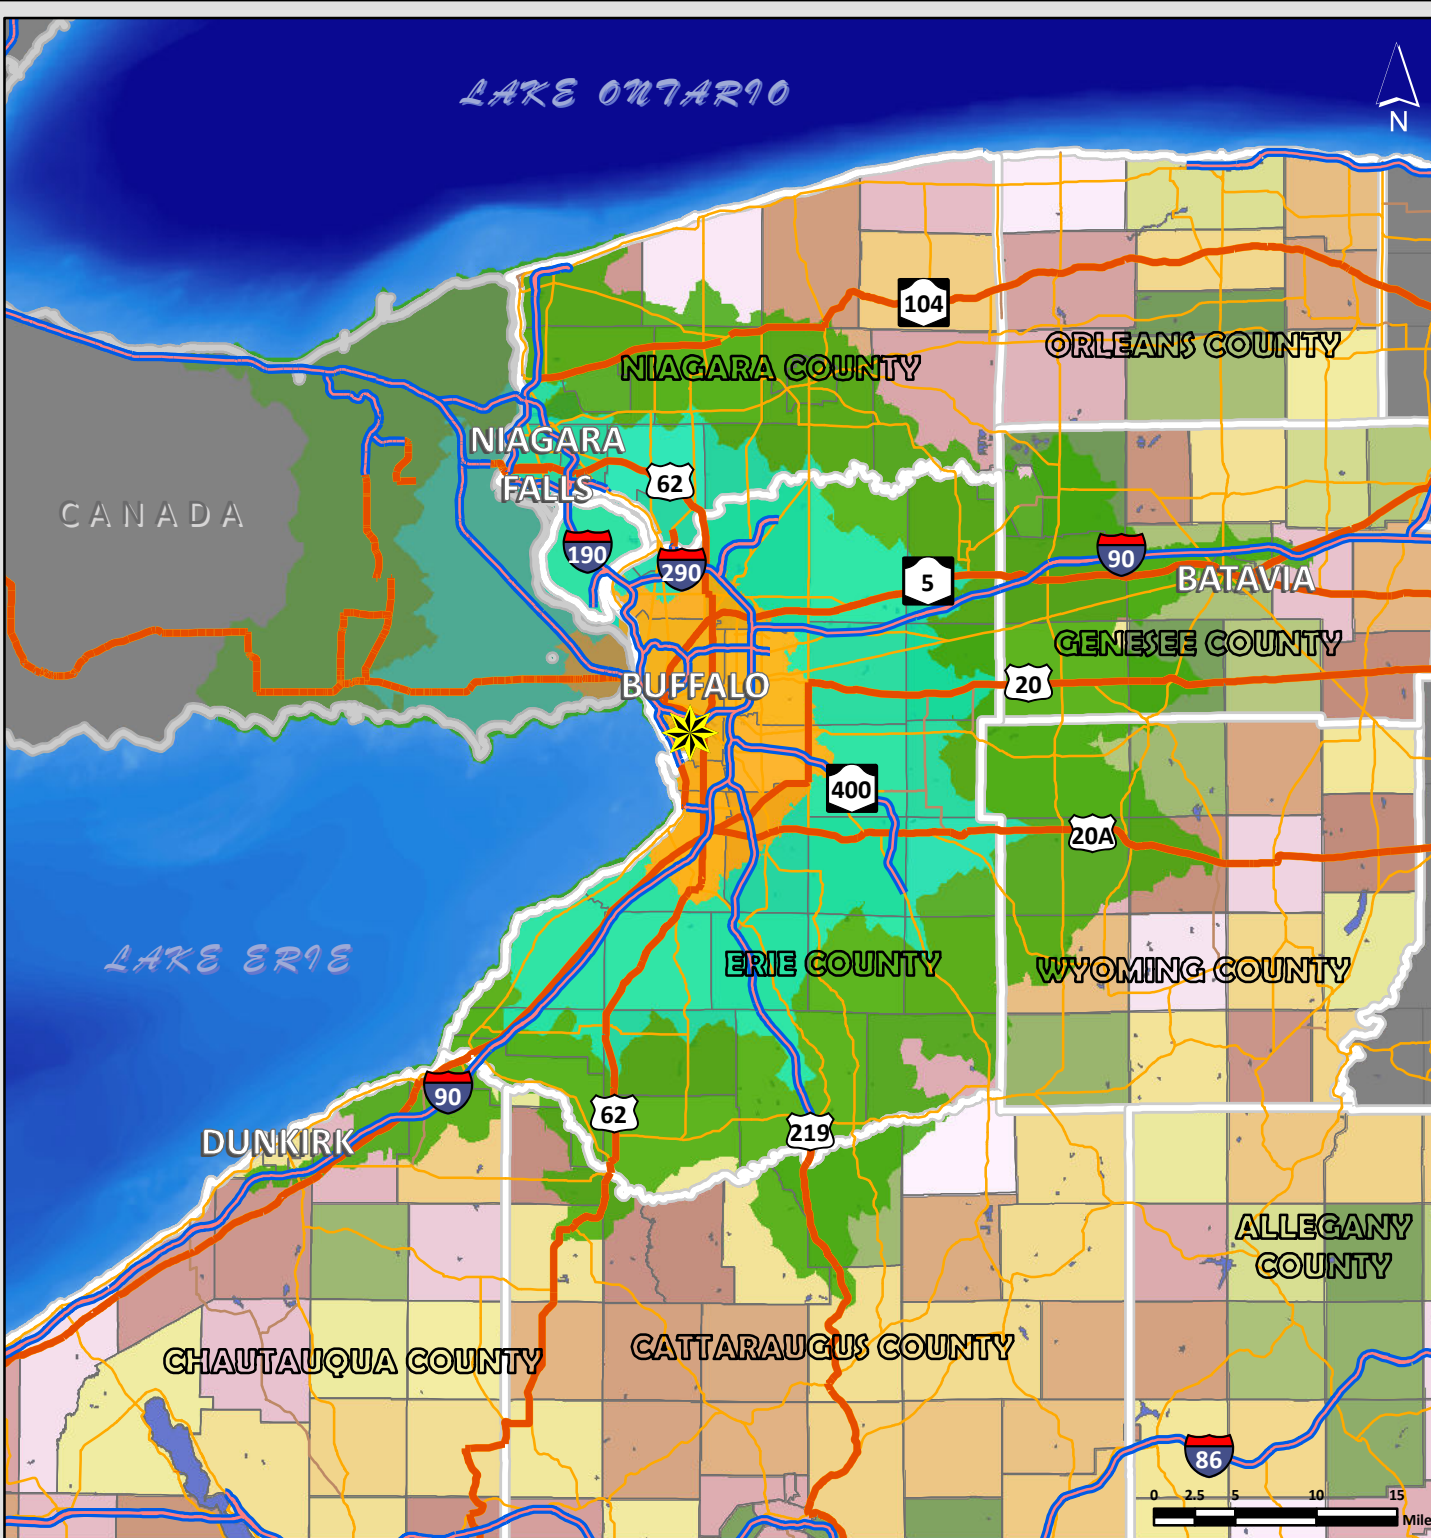 LAKE ONTARIO
N
104
NIAGARA COUNTY
ORLEANS COUNTY
NIAGARA
FALLS
62
CANADA
190
290
5
90
BATAVIA
GENESEE COUNTY
BUFFALO
20
400
20A
LAKE ERIE
ERIE COUNTY
WYOMING COUNTY
90
62
219
DUNKIRK
ALLEGANY
COUNTY
CHAUTAUQUA COUNTY
CATTARAUGUS COUNTY
86
0 2.5 5 10 15
Mile